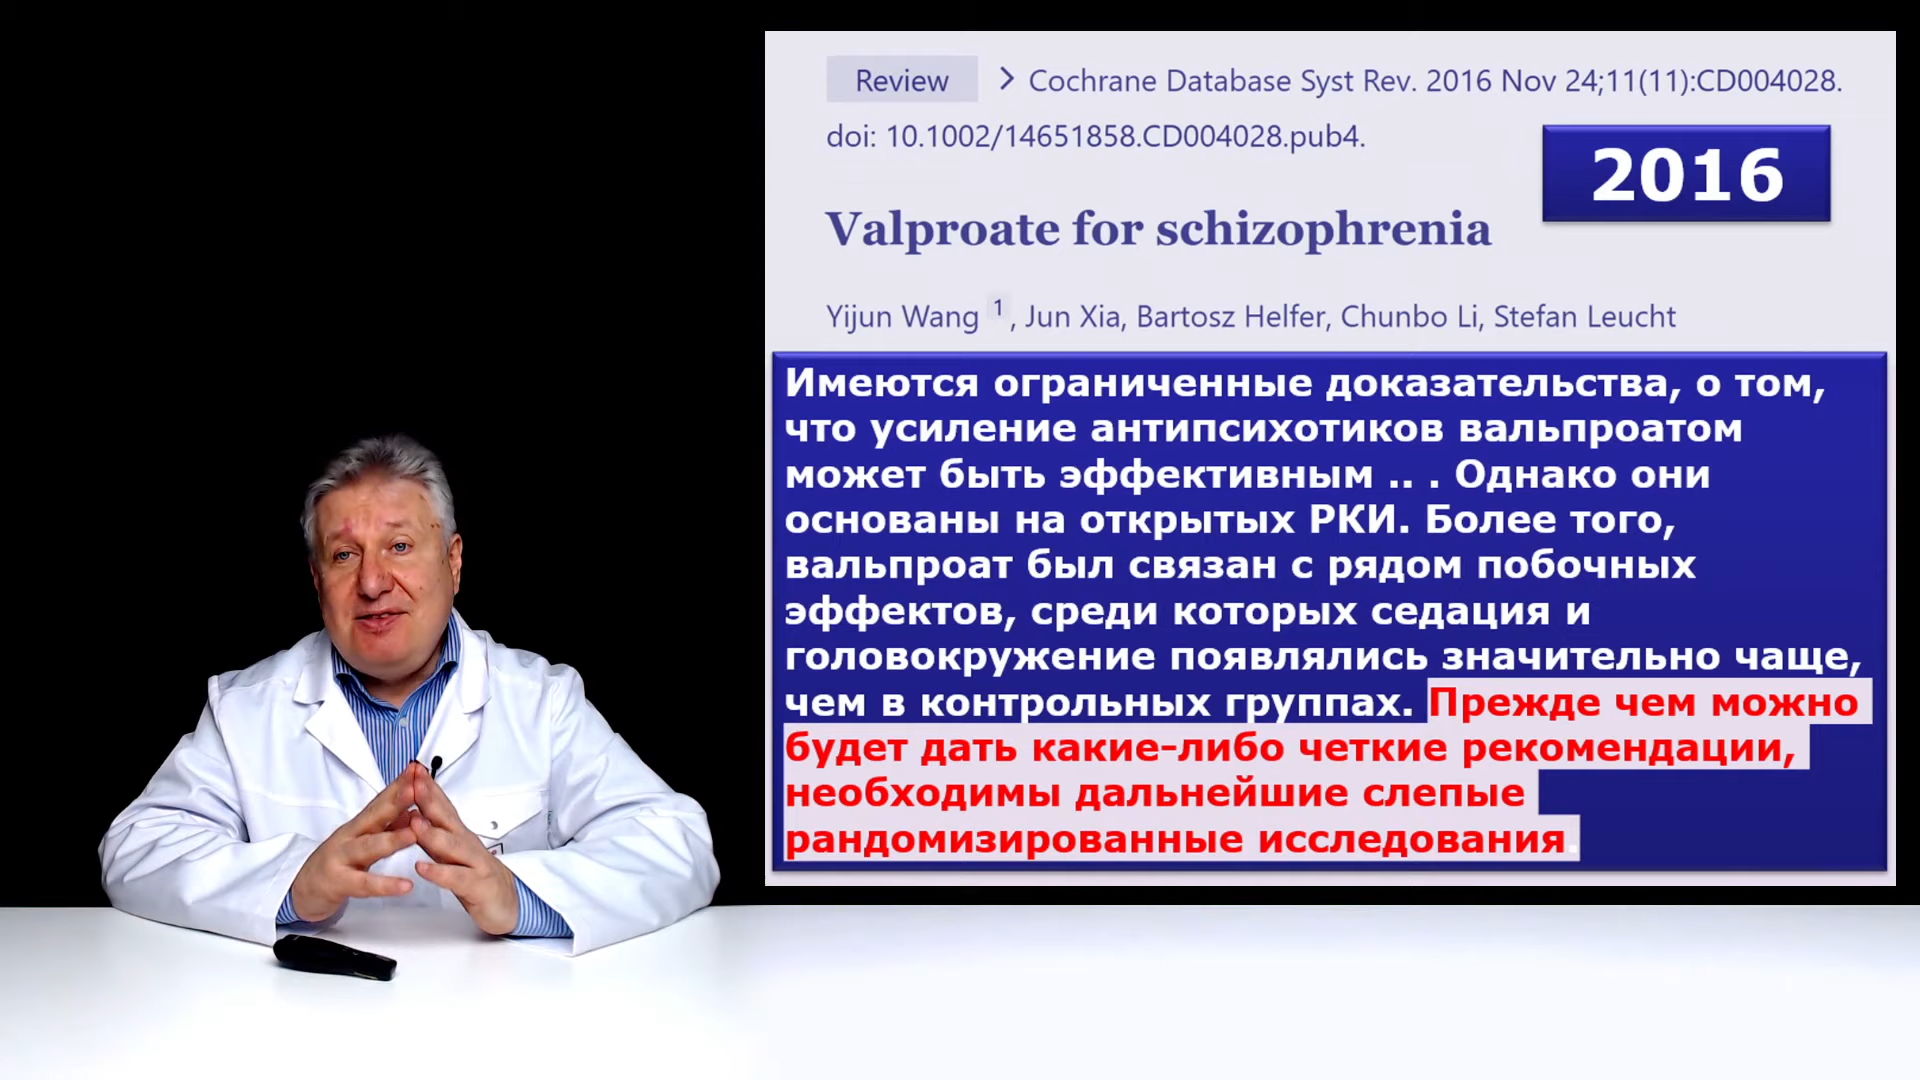 Review > Cochrane Database Syst Rev. 2016 Nov 24;11(11):CD004028.
doi: 10.1002/14651858.CD004028.pub4.
2016
Valproate for schizophrenia
Yijun Wang 1, Jun Xia, Bartosz Helfer, Chunbo Li, Stefan Leucht
Имеются ограниченные доказательства, о том,
что усиление антипсихотиков вальпроатом
может быть эффективным .. . Однако они
основаны на открытых РКИ. Более того,
вальпроат был связан с рядом побочных
эффектов, среди которых седация и
головокружение появлялись значительно чаще,
чем в контрольных группах. Прежде чем можно
будет дать какие-либо четкие рекомендации,
необходимы дальнейшие слепые
рандомизированные исследования.